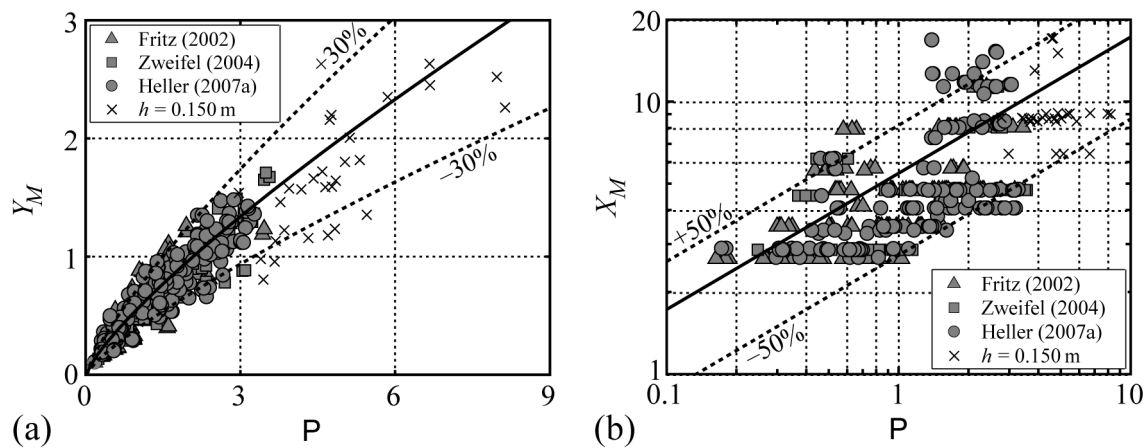 3
2
1
0
0
3
6
9
Y_M
P
Fritz (2002)
Zweifel (2004)
Heller (2007a)
h = 0.150 m
30%
–30%
(a)
20
10
1
0.1
1
10
X_M
P
+50%
–50%
Fritz (2002)
Zweifel (2004)
Heller (2007a)
h = 0.150 m
(b)